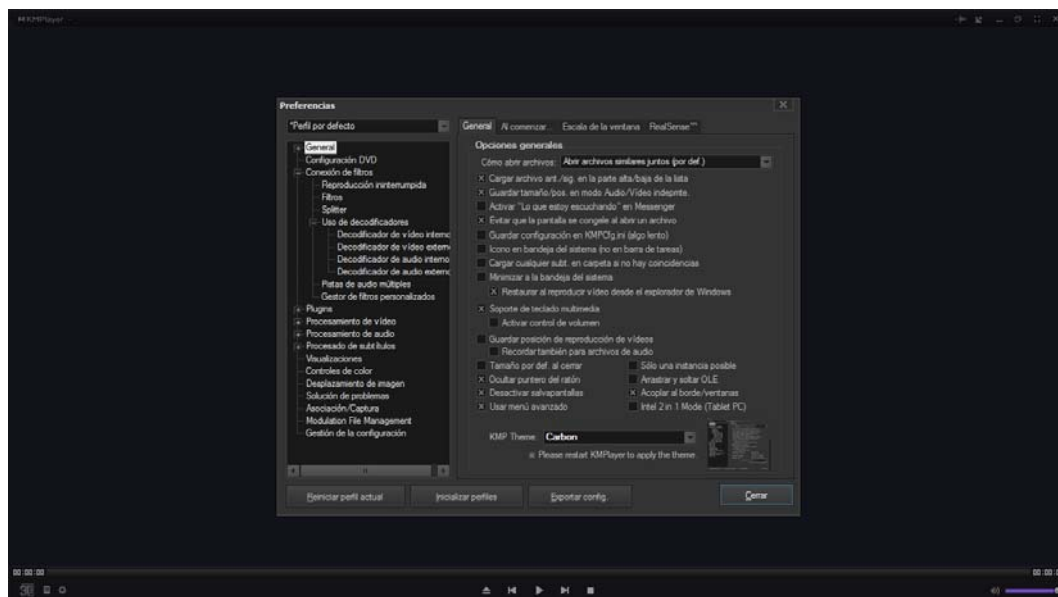 KMPlayer
Preferencias
*Perfil por defecto
General
Configuración DVD
Conexión de filtros
Reproducción ininterrumpida
Filtros
Splitter
Uso de decodificadores
Decodificador de vídeo interno
Decodificador de vídeo extern
Decodificador de audio interno
Decodificador de audio externo
Pistas de audio múltiples
Gestor de filtros personalizados
Plugins
Procesamiento de vídeo
Procesamiento de audio
Procesado de subtítulos
Visualizaciones
Controles de color
Desplazamiento de imagen
Solución de problemas
Asociación/Captura
Modulation File Management
Gestión de la configuración
General Al comenzar... Escala de la ventana RealSense™
Opciones generales
Cómo abrir archivos: Abrir archivos similares juntos (por def.)
Cargar archivo ant./sig. en la parte alta/baja de la lista
Guardar tamaño/pos. en modo Audio/Vídeo indepnte.
Activar "Lo que estoy escuchando" en Messenger
Evitar que la pantalla se congele al abrir un archivo
Guardar configuración en KMPCfg.ini (algo lento)
Icono en bandeja del sistema (no en barra de tareas)
Cargar cualquier subt. en carpeta si no hay coincidencias
Minimizar a la bandeja del sistema
Restaurar al reproducir vídeo desde el explorador de Windows
Soporte de teclado multimedia
Activar control de volumen
Guardar posición de reproducción de vídeos
Recordar también para archivos de audio
Tamaño por def. al cerrar Sólo una instancia posible
Ocultar puntero del ratón Arrastrar y soltar OLE
Desactivar salvapantallas Acoplar al borde/ventanas
Usar menú avanzado Intel 2 in 1 Mode (Tablet PC)
KMP Theme: Carbon
Please restart KMPlayer to apply the theme.
Reiniciar perfil actual Inicializar perfiles Exportar config. Cerrar
00:00:00 00:00:0
3D